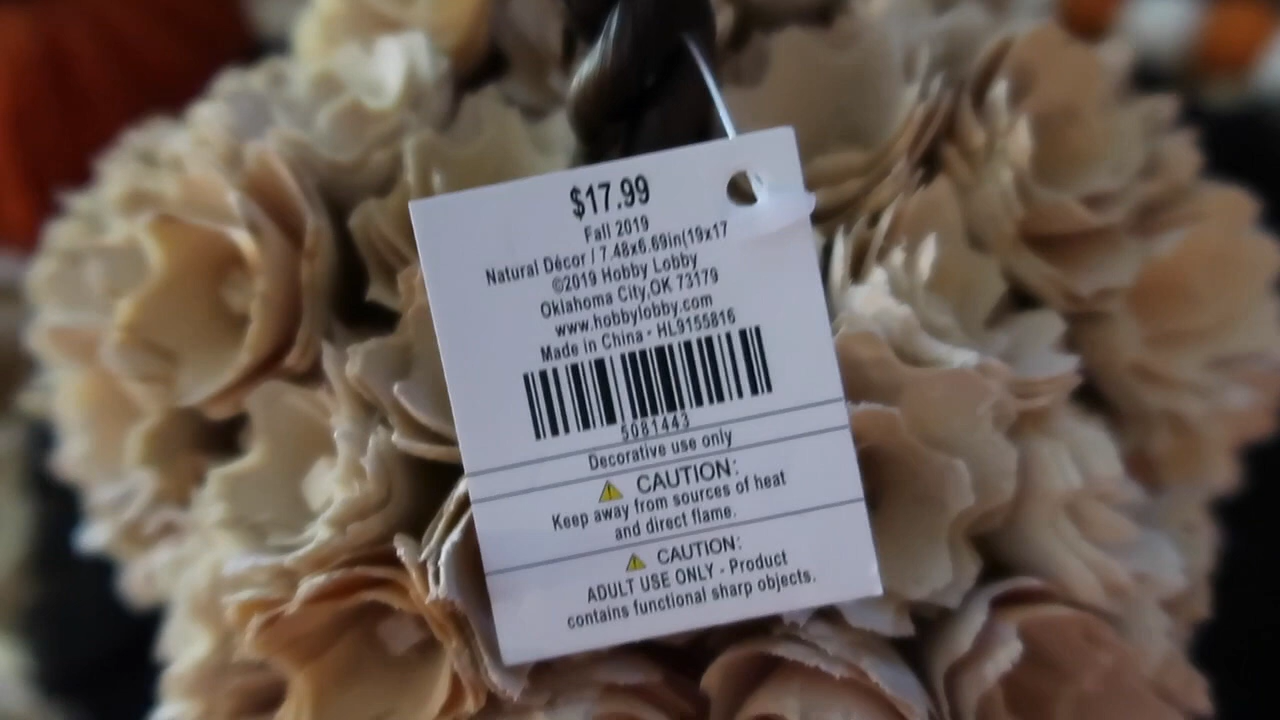 $17.99
Fall 2019
Natural Décor / 7.48x6.69in(19x17
©2019 Hobby Lobby
Oklahoma City,OK 73179
www.hobbylobby.com
Made in China - HL9155816
5081443
Decorative use only
CAUTION:
Keep away from sources of heat
and direct flame.
CAUTION:
ADULT USE ONLY - Product
contains functional sharp objects.